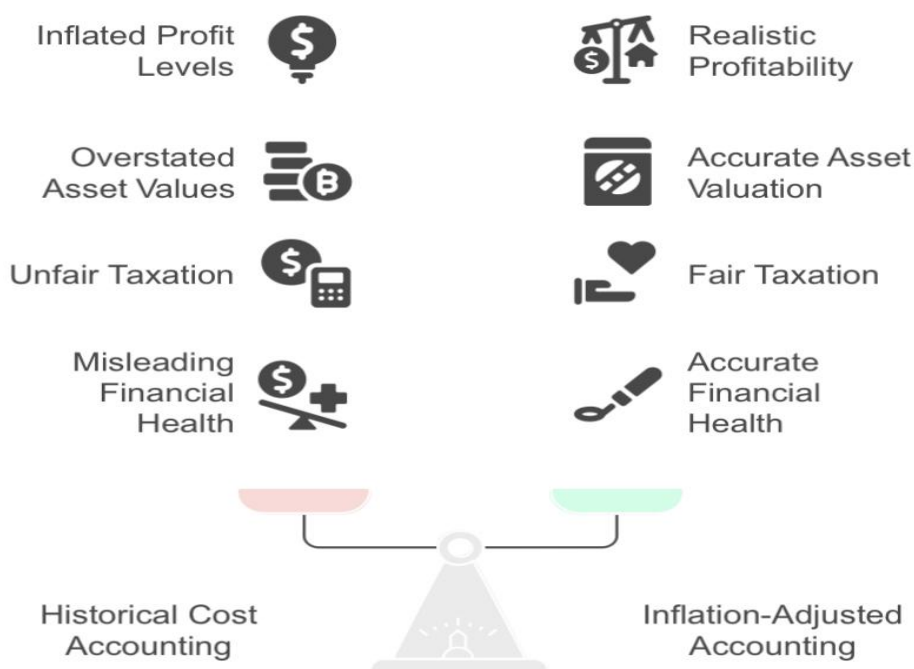 Inflated Profit
Levels
Realistic
Profitability
Overstated
Asset Values
Accurate Asset
Valuation
Unfair Taxation
Fair Taxation
Misleading
Financial
Health
Accurate
Financial
Health
Historical Cost
Accounting
Inflation-Adjusted
Accounting